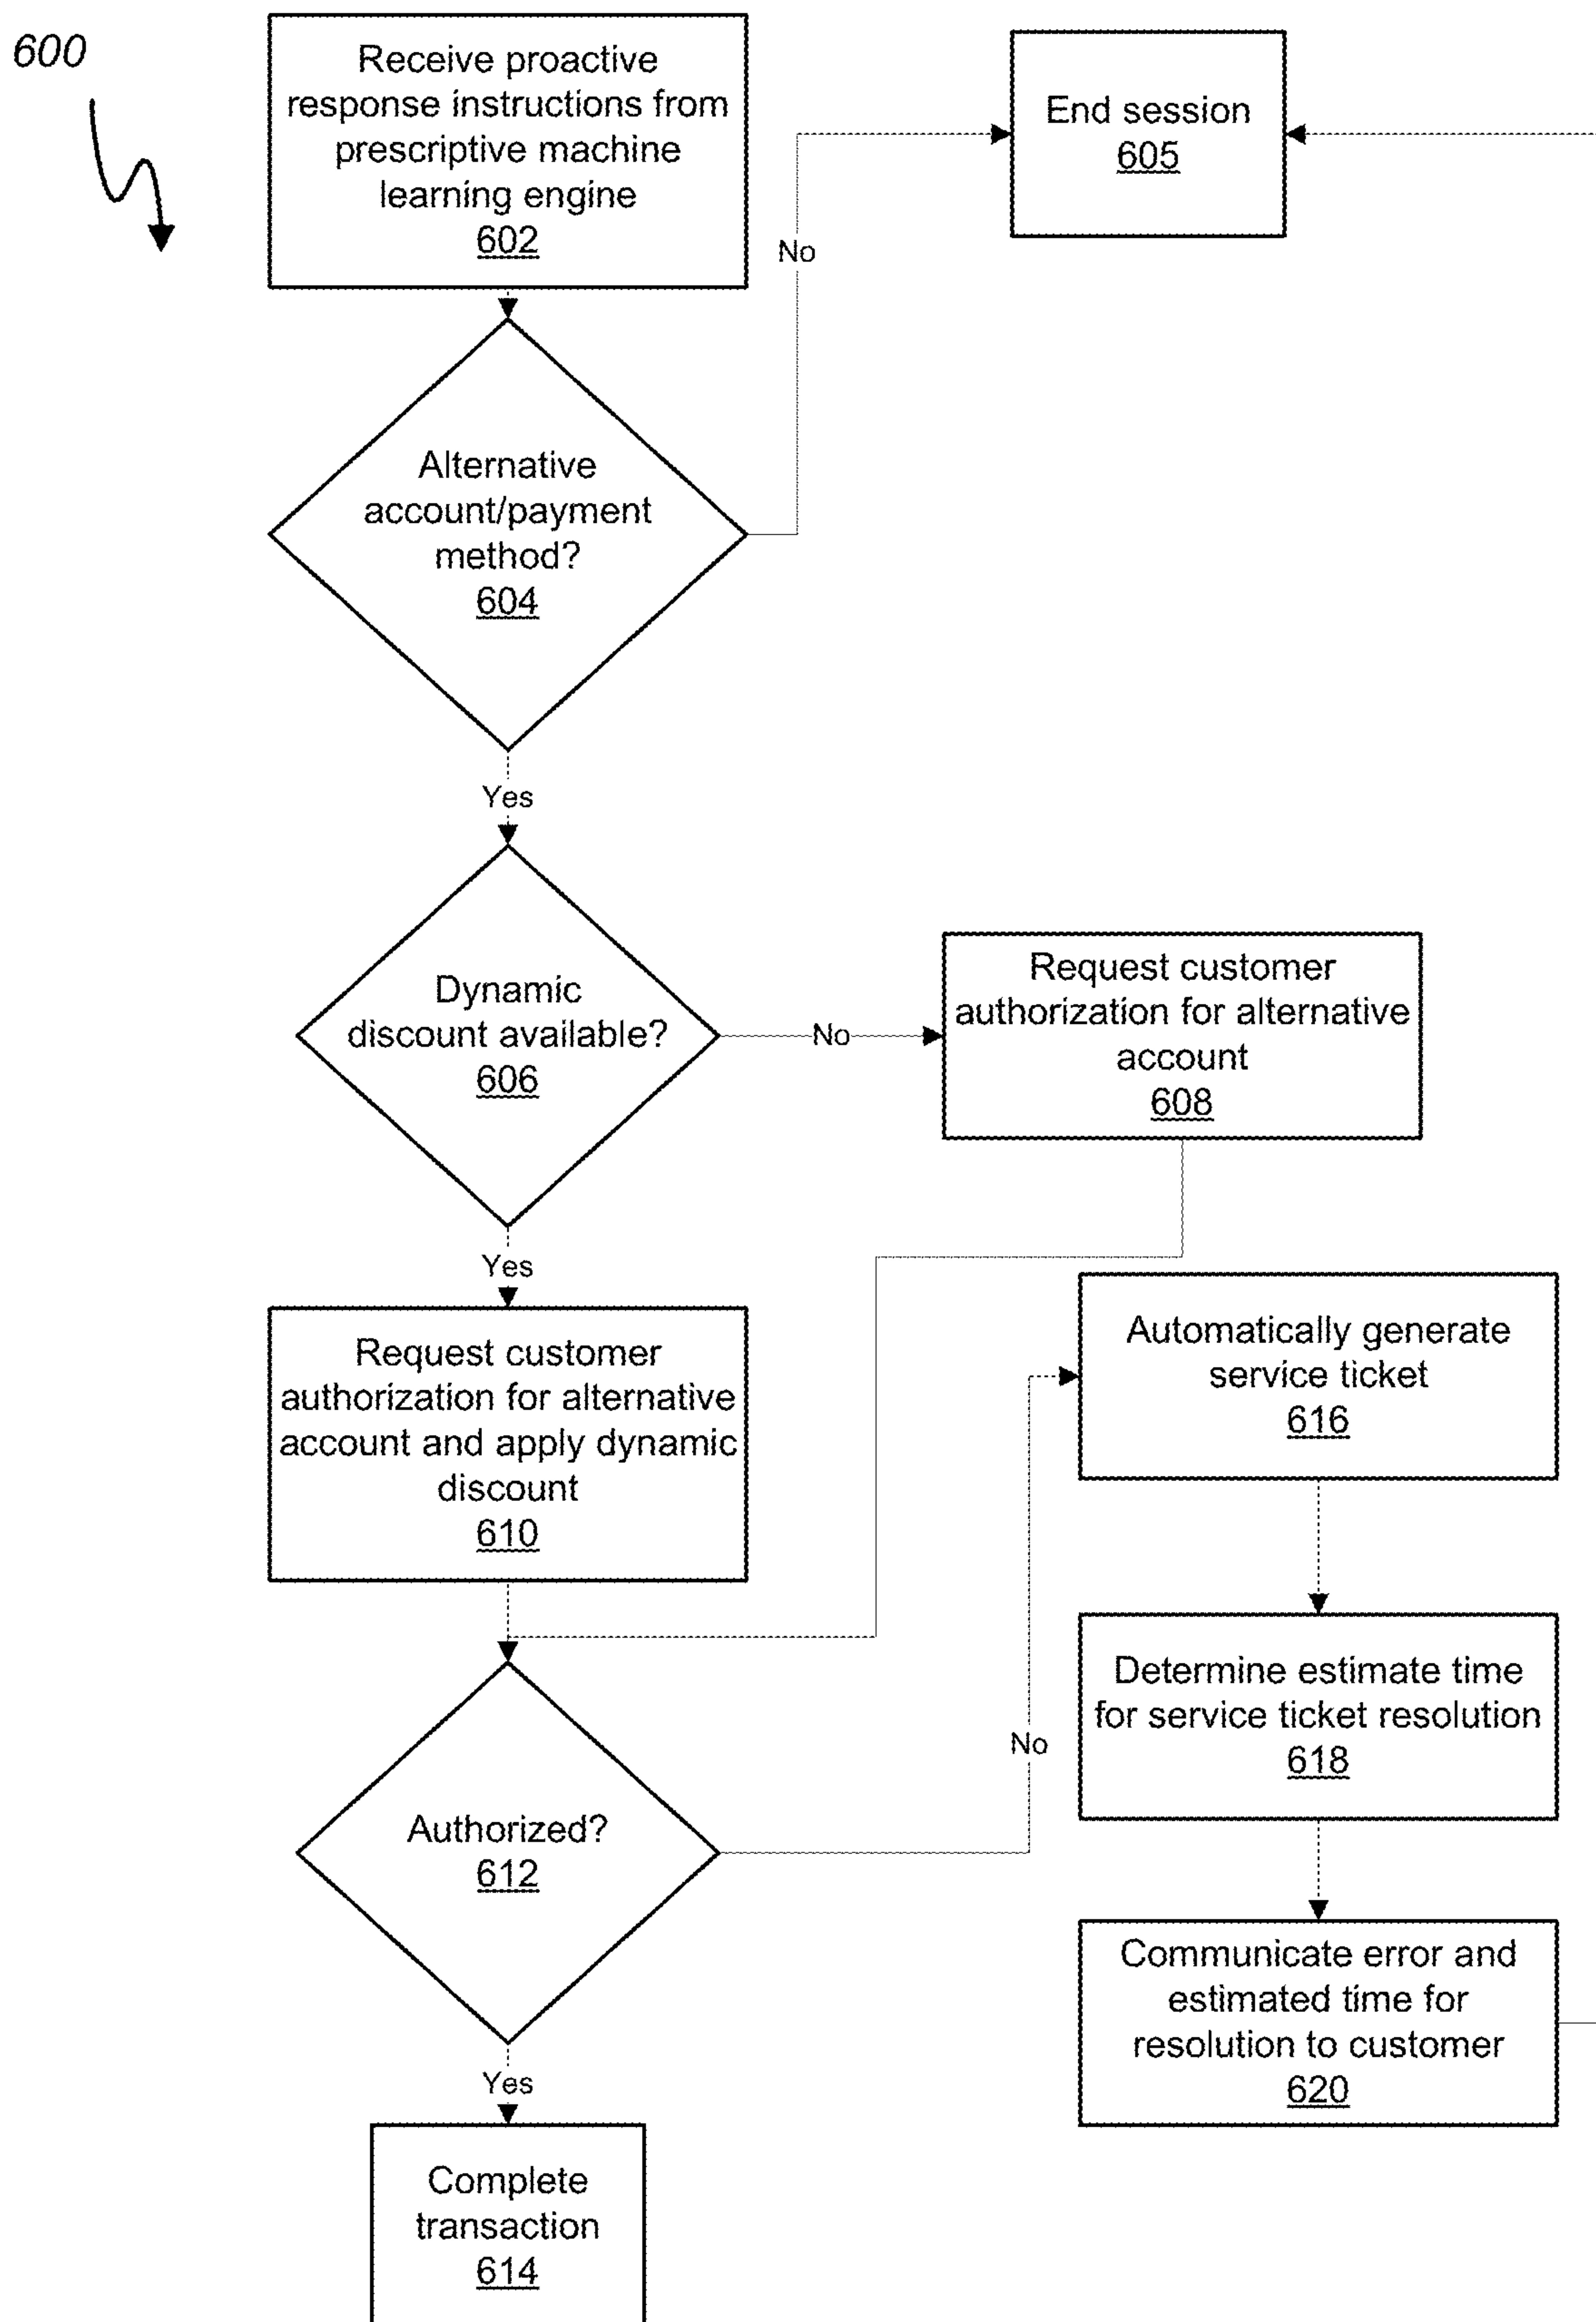 600
Receive proactive
response instructions from
prescriptive machine
learning engine
602
End session
605
No
Alternative
account/payment
method?
604
Yes
Dynamic
discount available?
606
No
Request customer
authorization for alternative
account
608
Yes
Request customer
authorization for alternative
account and apply dynamic
discount
610
Automatically generate
service ticket
616
Determine estimate time
for service ticket resolution
618
No
Authorized?
612
Communicate error and
estimated time for
resolution to customer
620
Yes
Complete
transaction
614